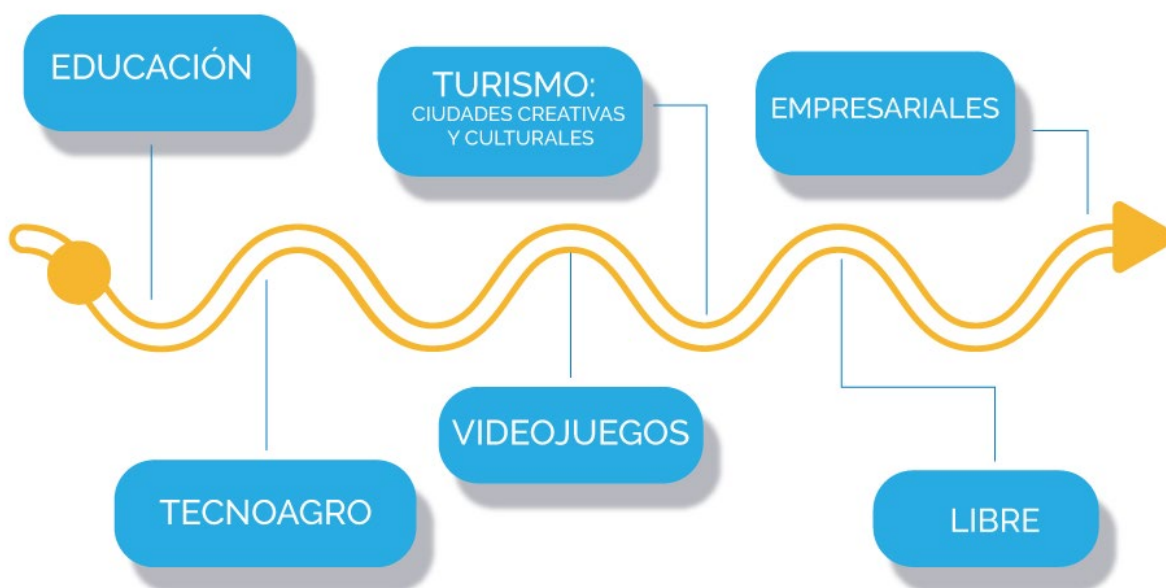 EDUCACIÓN
TURISMO:
CIUDADES CREATIVAS
Y CULTURALES
EMPRESARIALES
TECNOAGRO
VIDEOJUEGOS
LIBRE